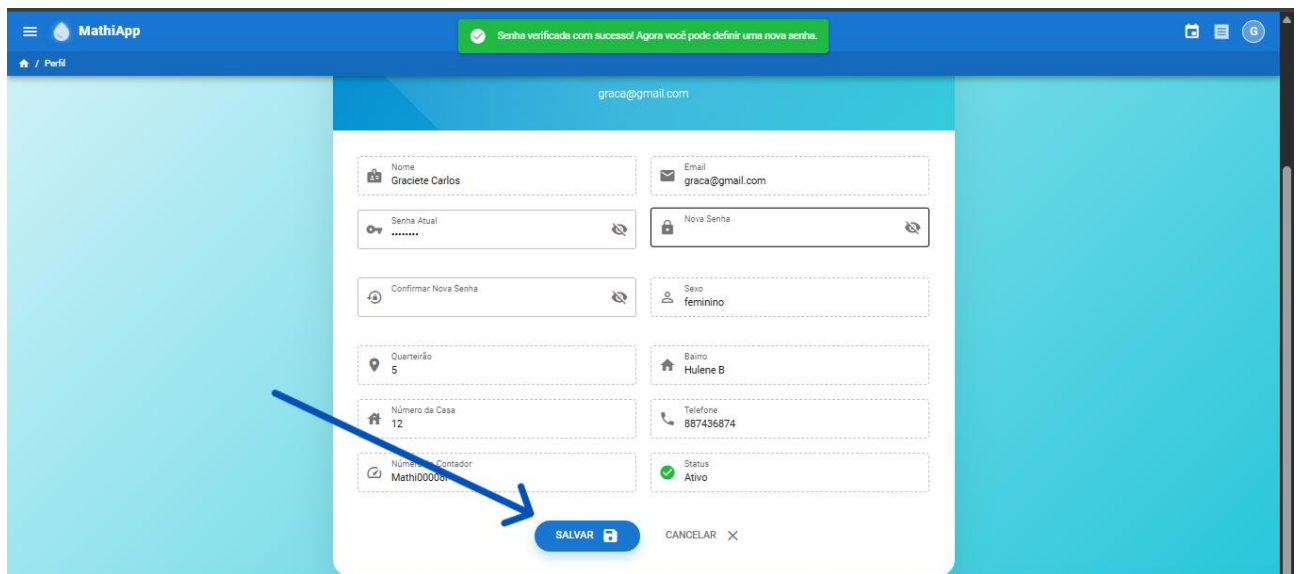 MathiApp
Senha verificada com sucesso! Agora você pode definir uma nova senha.
G
/ Perfil
graca@gmail.com
Nome
Graciete Carlos
Email
graca@gmail.com
Senha Atual
••••••••
Nova Senha
Confirmar Nova Senha
Sexo
feminino
Quarteirão
5
Bairro
Hulene B
Número da Casa
12
Telefone
887436874
Número do Contador
Status
Ativo
SALVAR
CANCELAR